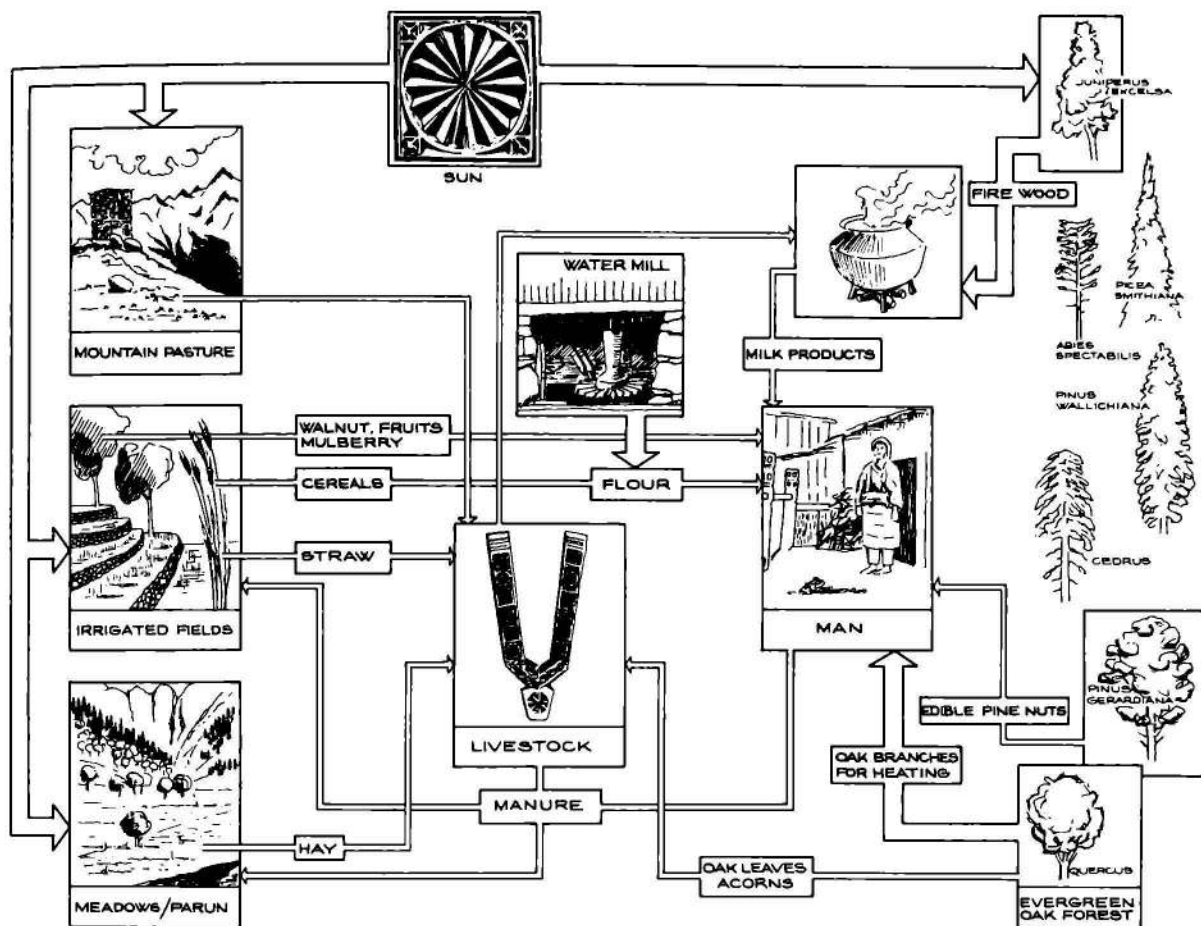 JUNIPERUS
EXCELSA
SUN
FIRE WOOD
WATER MILL
PICEA
SMITHIANA
MOUNTAIN PASTURE
MILK PRODUCTS
ABIES
SPECTABILIS
PINUS
WALLICHIANA
WALNUT, FRUITS
MULBERRY
CEREALS
FLOUR
STRAW
CEDRUS
IRRIGATED FIELDS
MAN
PINUS
GERARDIANA
EDIBLE PINE NUTS
LIVESTOCK
OAK BRANCHES
FOR HEATING
MANURE
HAY
OAK LEAVES
ACORNS
QUERCUS
MEADOWS/PARUN
EVERGREEN
OAK FOREST